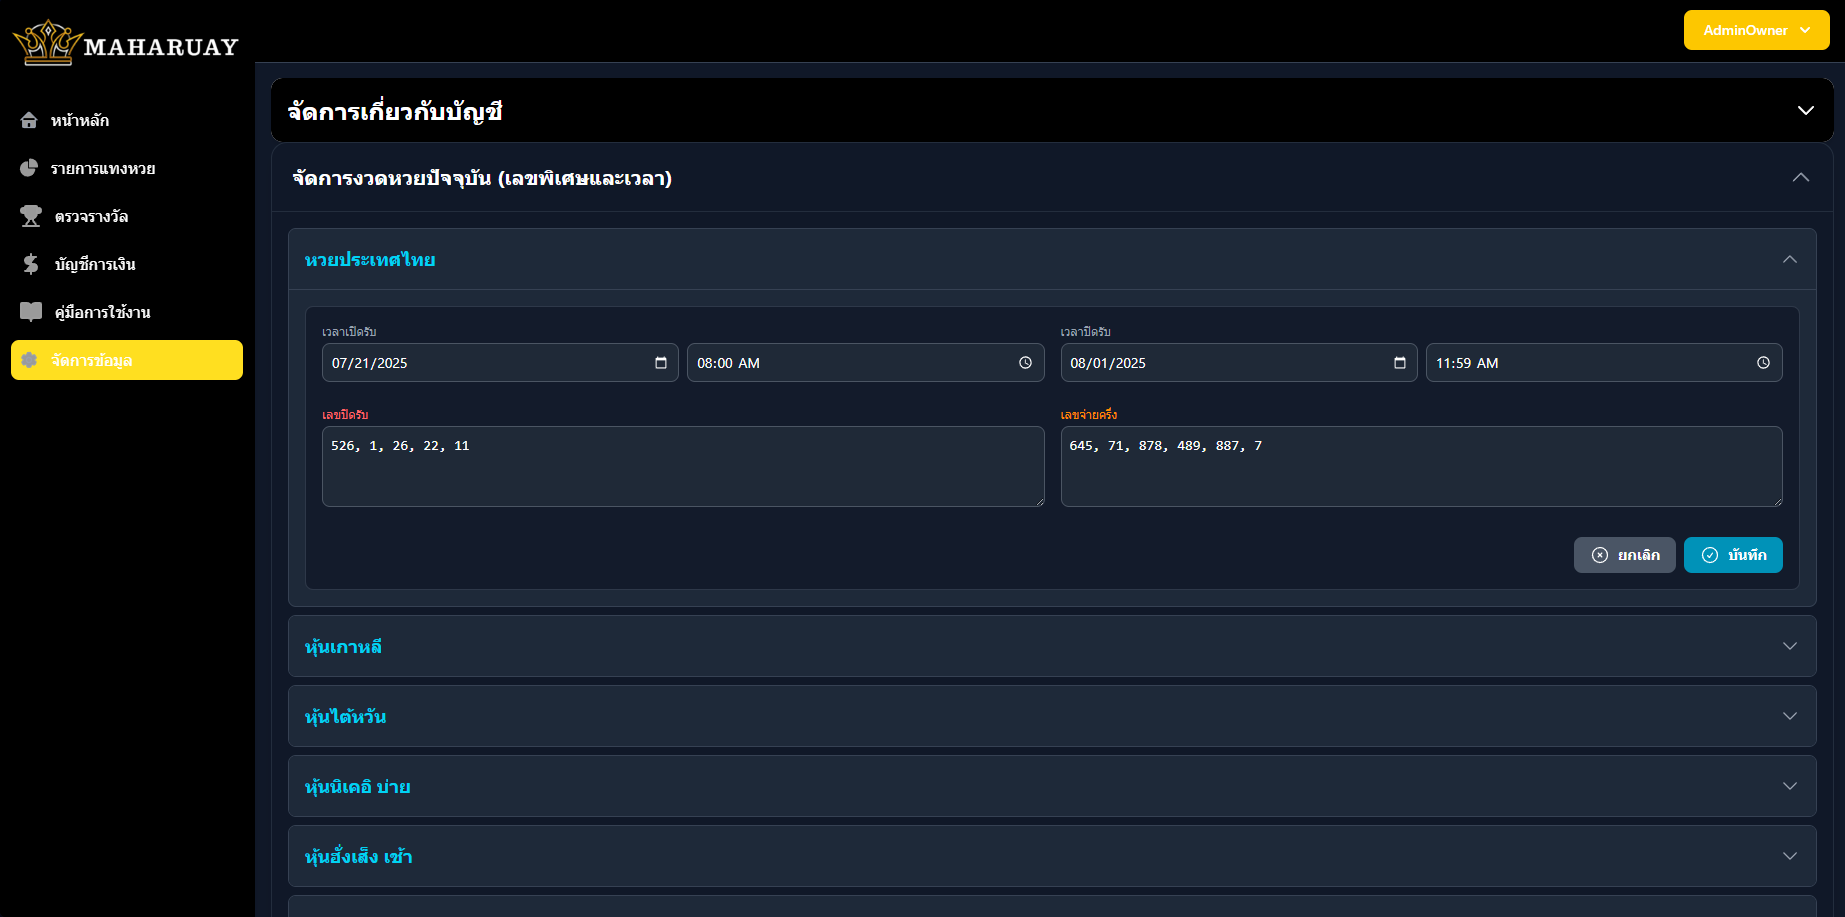 MAHARUAY
AdminOwner
หน้าหลัก
รายการแทงหวย
ตรวจรางวัล
บัญชีการเงิน
คู่มือการใช้งาน
จัดการข้อมูล
จัดการเกี่ยวกับบัญชี
จัดการงวดหวยปัจจุบัน (เลขพิเศษและเวลา)
หวยประเทศไทย
เวลาเปิดรับ
07/21/2025 08:00 AM
เวลาปิดรับ
08/01/2025 11:59 AM
เลขปิดรับ
526, 1, 26, 22, 11
เลขจ่ายครึ่ง
645, 71, 878, 489, 887, 7
ยกเลิก
บันทึก
หุ้นเกาหลี
หุ้นไต้หวัน
หุ้นนิเคอิ บ่าย
หุ้นฮั่งเส็ง เช้า